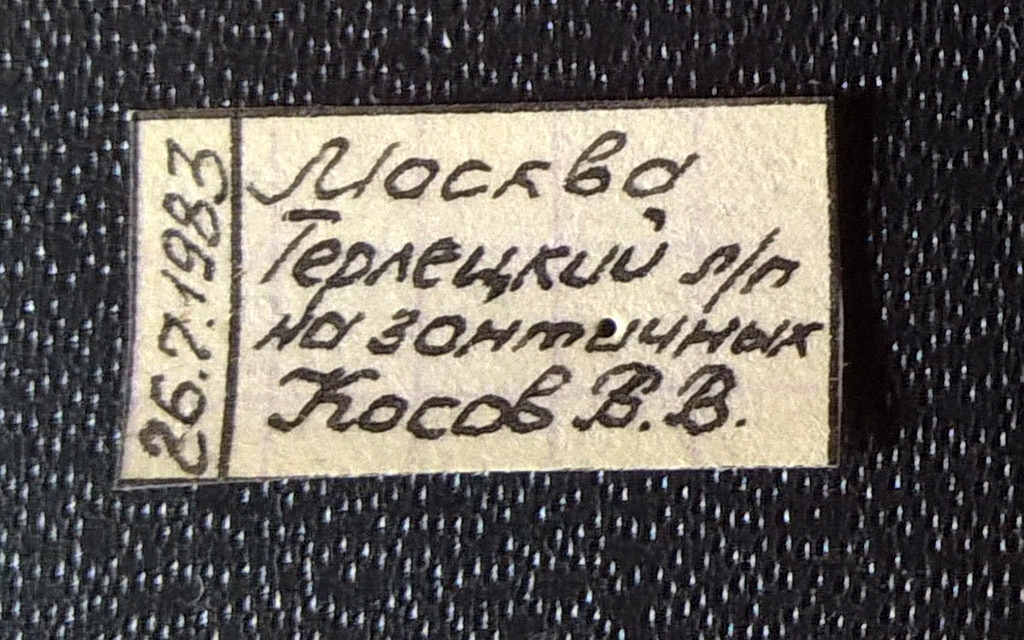 26.7.1983
Москва
Терлецкий л/п
на зонтичных
Косов В.В.